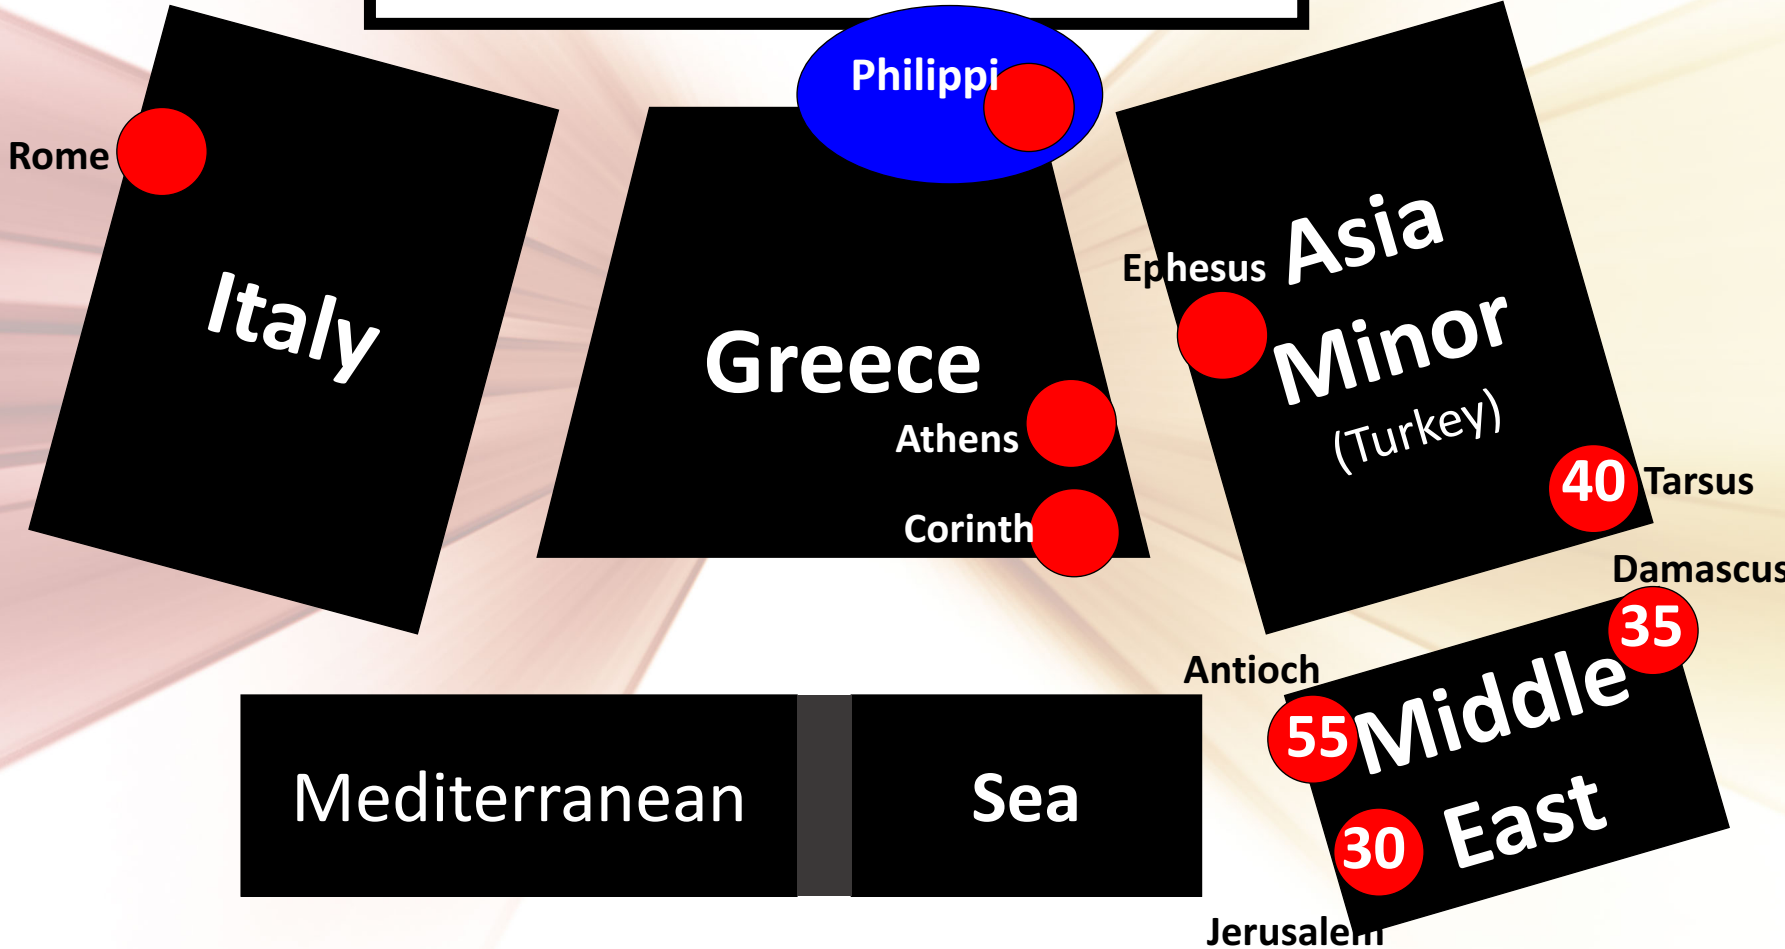 Philippi
Rome
Italy
Greece
Athens
Corinth
Ephesus
Asia
Minor
(Turkey)
40 Tarsus
Damascus
35
Antioch
55
Middle
East
30
Jerusalem
Mediterranean Sea